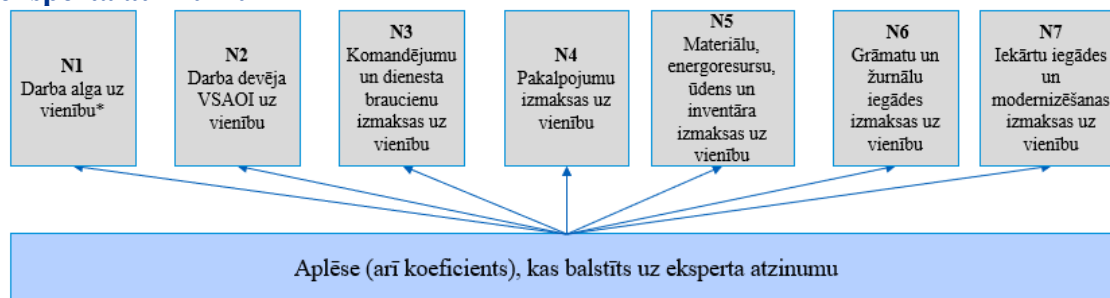 N1
Darba alga uz
vienību*
N2
Darba devēja
VSAOI uz
vienību
N3
Komandējumu
un dienesta
braucienu
izmaksas uz
vienību
N4
Pakalpojumu
izmaksas uz
vienību
N5
Materiālu,
energoresursu,
ūdens un
inventāra
izmaksas uz
vienību
N6
Grāmatu un
žurnālu
iegādes
izmaksas uz
vienību
N7
Iekārtu iegādes
un
modernizēšanas
izmaksas uz
vienību
Aplēse (arī koeficients), kas balstīts uz eksperta atzinumu